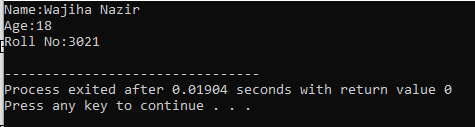 Name:Wajiha Nazir
Age:18
Roll No:3021
--------------------------------
Process exited after 0.01904 seconds with return value 0
Press any key to continue . . .